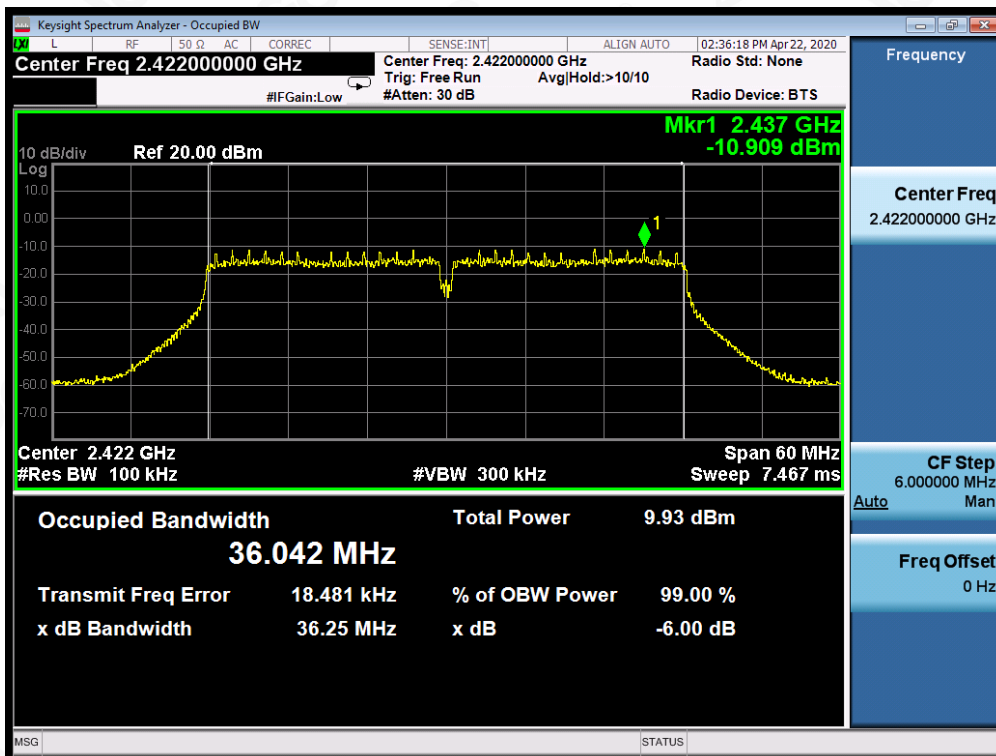 Keysight Spectrum Analyzer - Occupied BW
LXI L RF 50 Ω AC CORREC SENSE:INT ALIGN AUTO 02:36:18 PM Apr 22, 2020
Center Freq 2.422000000 GHz
Center Freq: 2.422000000 GHz
Radio Std: None
Trig: Free Run Avg|Hold:>10/10
#IFGain:Low
#Atten: 30 dB
Radio Device: BTS
Mkr1 2.437 GHz
-10.909 dBm
10 dB/div Ref 20.00 dBm
Log
10.0
0.00
-10.0
-20.0
-30.0
-40.0
-50.0
-60.0
-70.0
1
Center 2.422 GHz Span 60 MHz
#Res BW 100 kHz #VBW 300 kHz Sweep 7.467 ms
Occupied Bandwidth Total Power 9.93 dBm
36.042 MHz
Transmit Freq Error 18.481 kHz % of OBW Power 99.00 %
x dB Bandwidth 36.25 MHz x dB -6.00 dB
MSG STATUS
Frequency
Center Freq
2.422000000 GHz
CF Step
6.000000 MHz
Auto Man
Freq Offset
0 Hz